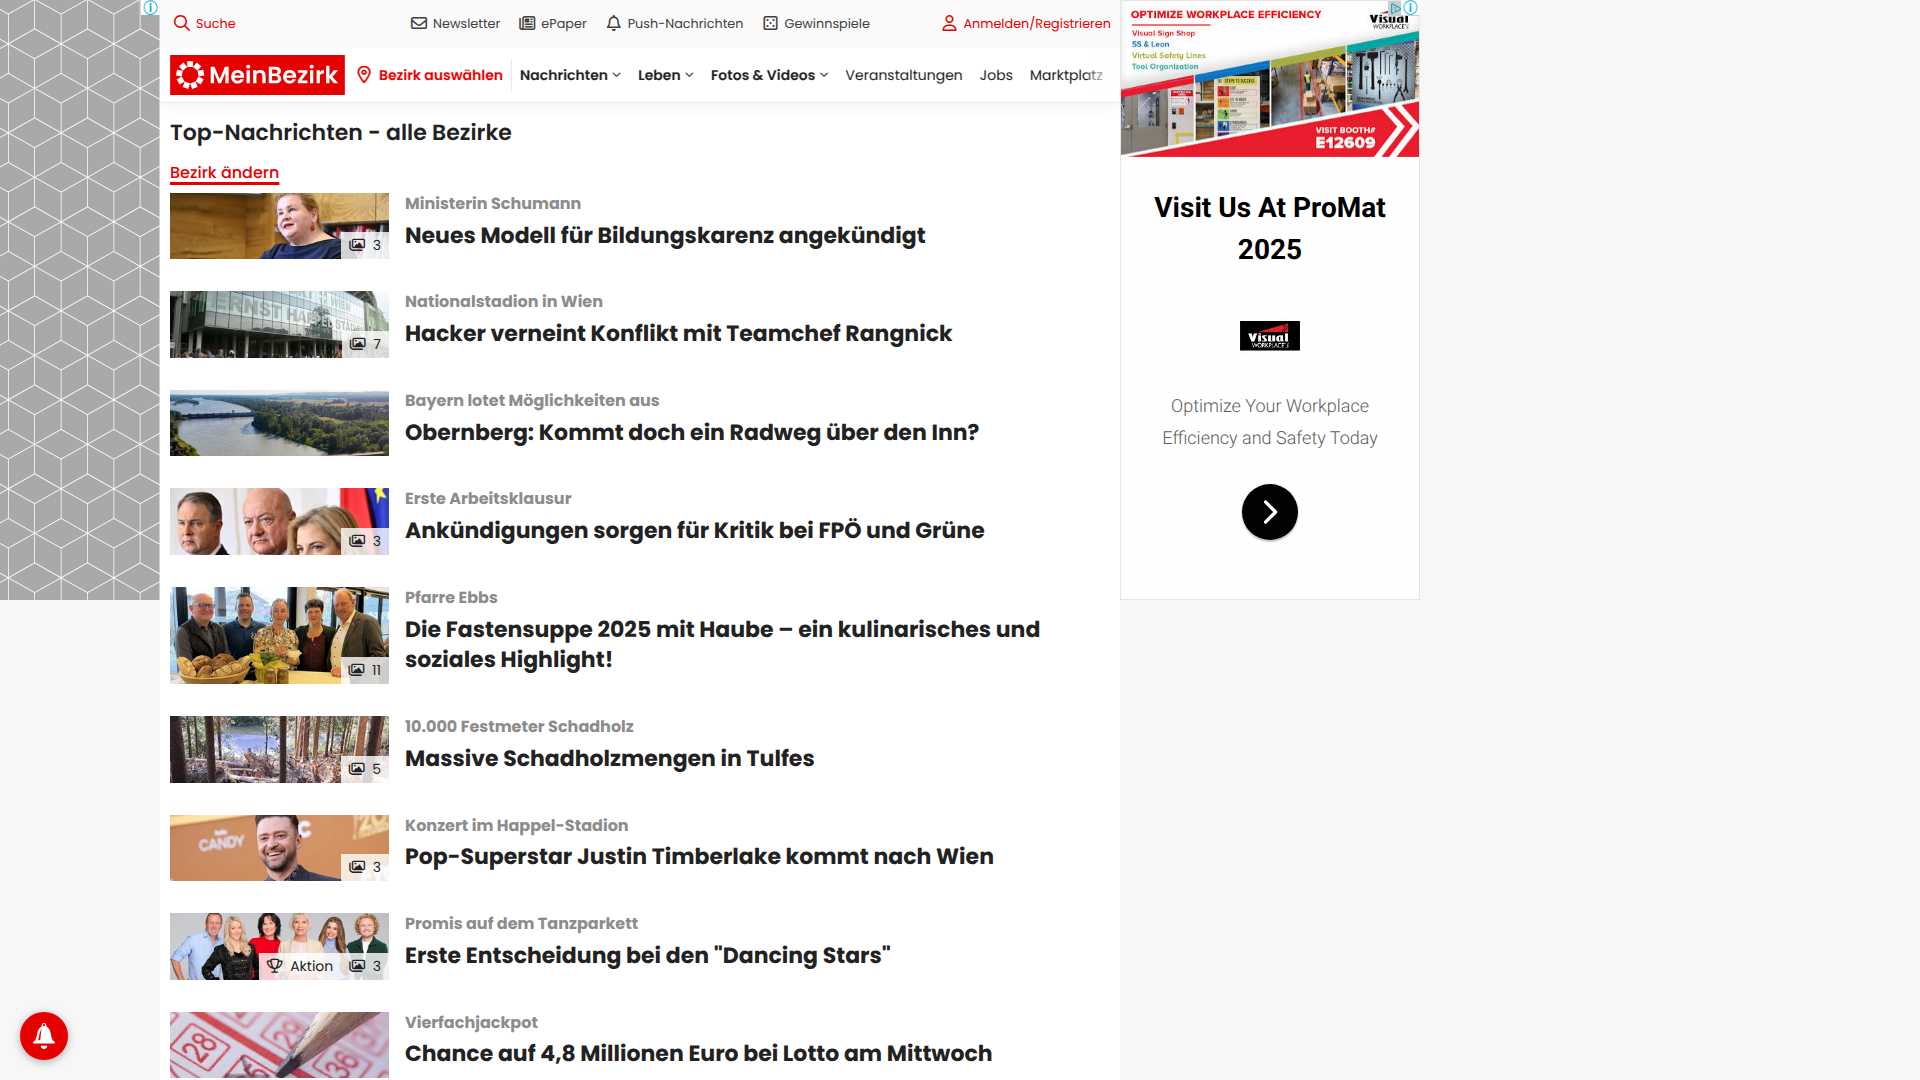 Suche
Newsletter
ePaper
Push-Nachrichten
Gewinnspiele
Anmelden/Registrieren
MeinBezirk
Bezirk auswählen
Nachrichten
Leben
Fotos & Videos
Veranstaltungen
Jobs
Marktplatz
Top-Nachrichten - alle Bezirke
Bezirk ändern
3
Ministerin Schumann
Neues Modell für Bildungskarenz angekündigt
ERNST HAPPEL STADION
7
Nationalstadion in Wien
Hacker verneint Konflikt mit Teamchef Rangnick
Bayern lotet Möglichkeiten aus
Obernberg: Kommt doch ein Radweg über den Inn?
3
Erste Arbeitsklausur
Ankündigungen sorgen für Kritik bei FPÖ und Grüne
11
Pfarre Ebbs
Die Fastensuppe 2025 mit Haube – ein kulinarisches und
soziales Highlight!
5
10.000 Festmeter Schadholz
Massive Schadholzmengen in Tulfes
CANDY
3
Konzert im Happel-Stadion
Pop-Superstar Justin Timberlake kommt nach Wien
Aktion
3
Promis auf dem Tanzparkett
Erste Entscheidung bei den "Dancing Stars"
28
29
36
Vierfachjackpot
Chance auf 4,8 Millionen Euro bei Lotto am Mittwoch
OPTIMIZE WORKPLACE EFFICIENCY
Visual Sign Shop
5S & Lean
Virtual Safety Lines
Tool Organization
Visual
WORKPLACE
VISIT BOOTH#
E12609
Visit Us At ProMat
2025
Visual
WORKPLACE
Optimize Your Workplace
Efficiency and Safety Today